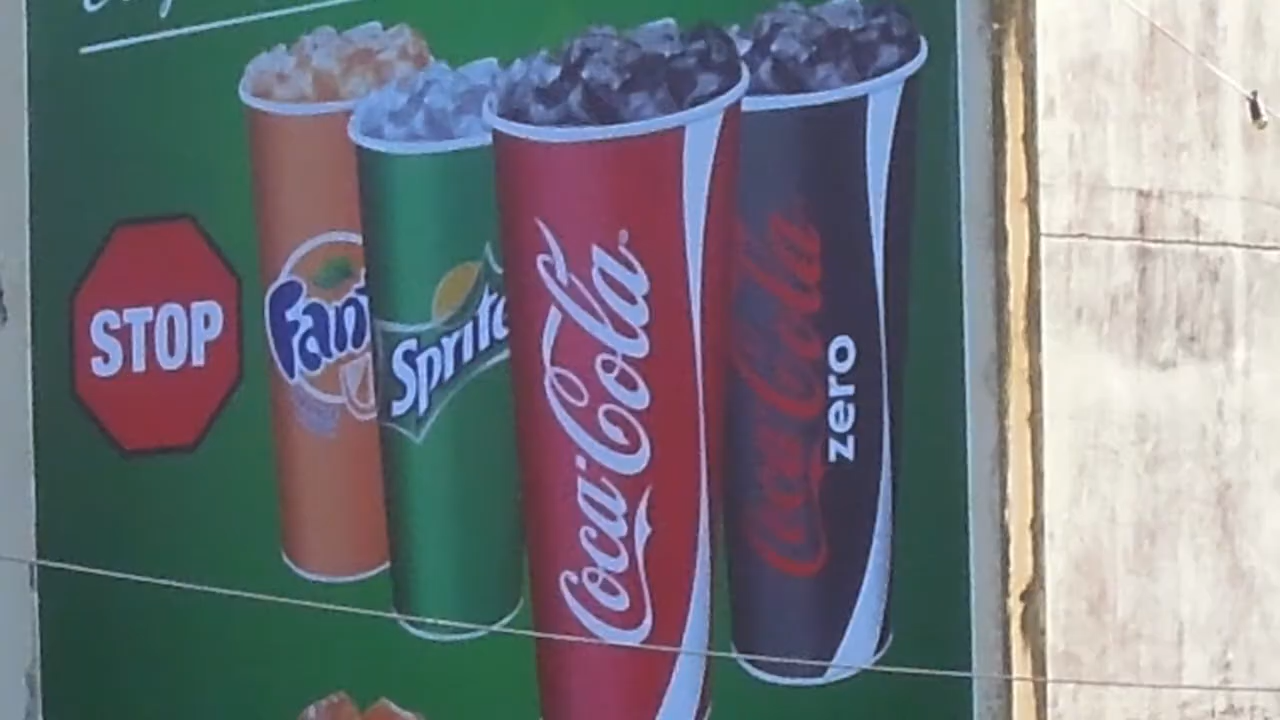 STOP
Fan
Sprite
Coca-Cola
Coca-Cola
zero